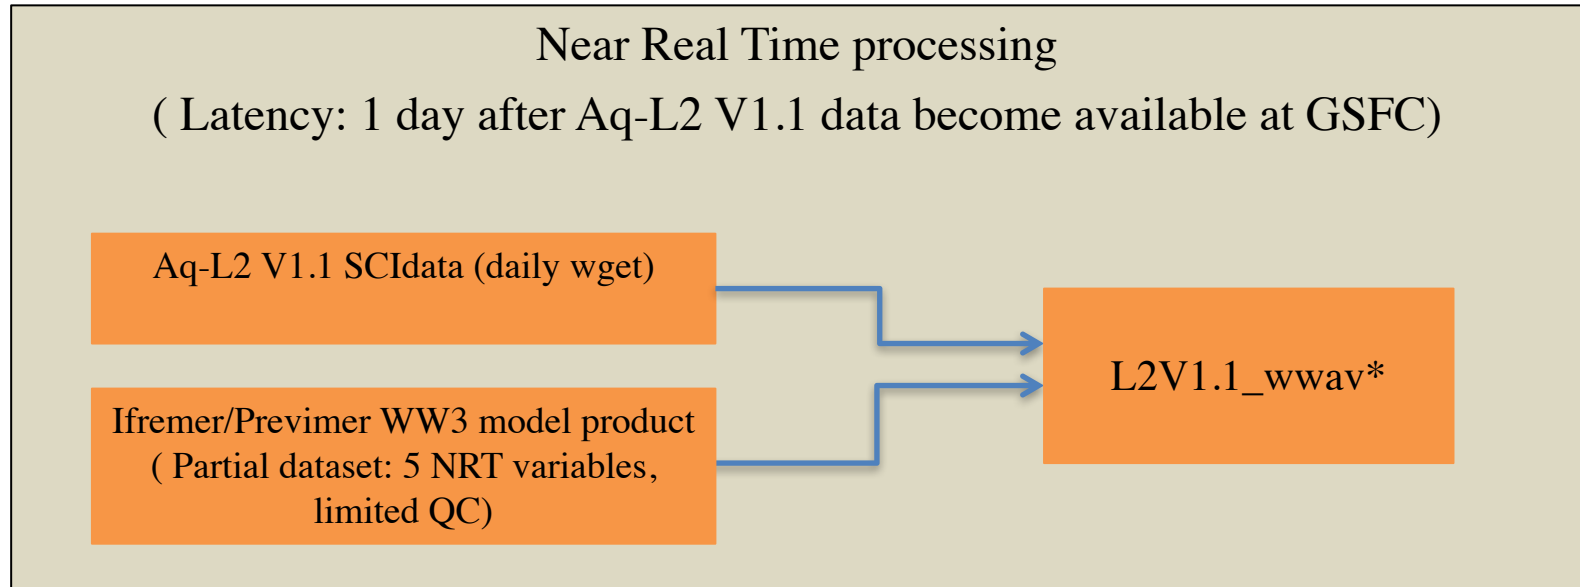 Near Real Time processing
( Latency: 1 day after Aq-L2 V1.1 data become available at GSFC)
Aq-L2 V1.1 SCIdata (daily wget)
Ifremer/Previmer WW3 model product
( Partial dataset: 5 NRT variables,
limited QC)
L2V1.1_wwav*